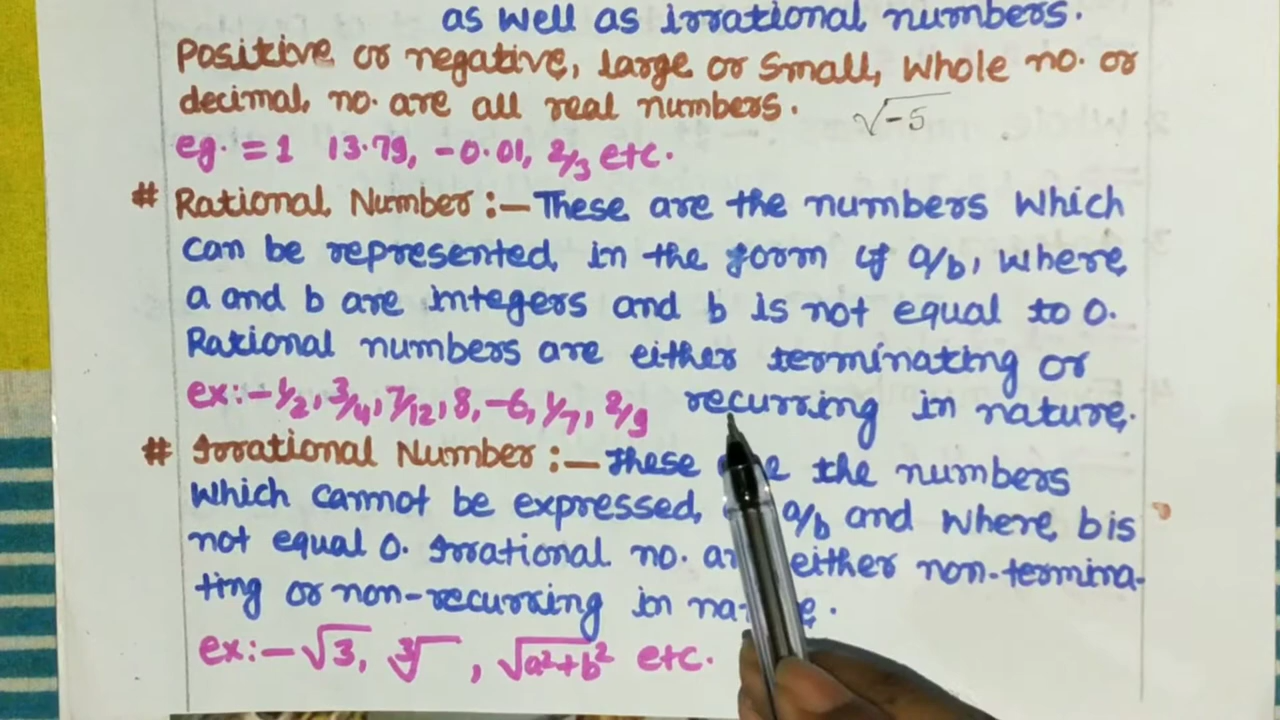 as well as irrational numbers.
Positive or negative, large or small, whole no. or
decimal no. are all real numbers. √-5
eg. = 1 13.79, -0.01, 2/3 etc.
# Rational Number :- These are the numbers which
can be represented in the form of a/b, where
a and b are integers and b is not equal to 0.
Rational numbers are either terminating or
ex:- 1/2, 3/4, 7/12, 8, -6, 1/7, 2/9 recurring in nature.
# Irrational Number :- These the numbers
which cannot be expressed, a/b and where b is
not equal 0. Irrational no. either non-termina-
ting or non-recurring in
ex:- √3, ∛ , √a²+b² etc.